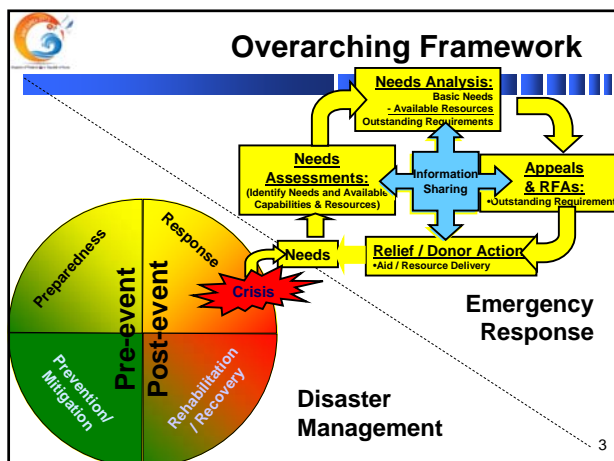 Overarching Framework
Needs Analysis:
Basic Needs
- Available Resources
Outstanding Requirements
Needs
Assessments:
(Identify Needs and Available
Capabilities & Resources)
Information
Sharing
Appeals
& RFAs:
•Outstanding Requirement
Relief / Donor Action
•Aid / Resource Delivery
Needs
Crisis
Preparedness
Response
Pre-event
Post-event
Prevention/
Mitigation
Rehabilitation
/ Recovery
Emergency
Response
Disaster
Management
3